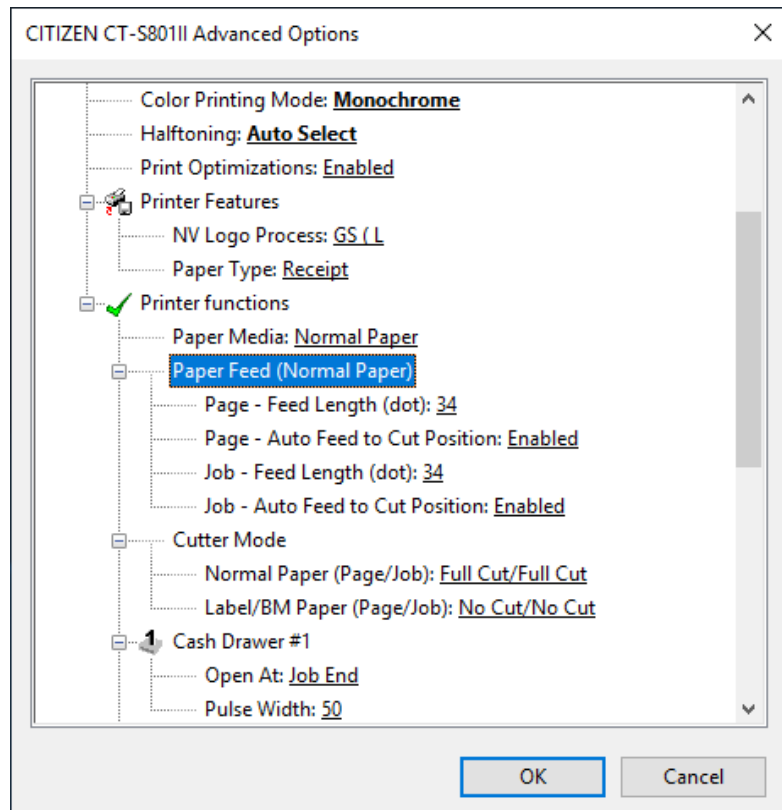 CITIZEN CT-S801II Advanced Options
Color Printing Mode: Monochrome
Halftoning: Auto Select
Print Optimizations: Enabled
Printer Features
NV Logo Process: GS ( L
Paper Type: Receipt
Printer functions
Paper Media: Normal Paper
Paper Feed (Normal Paper)
Page - Feed Length (dot): 34
Page - Auto Feed to Cut Position: Enabled
Job - Feed Length (dot): 34
Job - Auto Feed to Cut Position: Enabled
Cutter Mode
Normal Paper (Page/Job): Full Cut/Full Cut
Label/BM Paper (Page/Job): No Cut/No Cut
1 Cash Drawer #1
Open At: Job End
Pulse Width: 50
OK Cancel